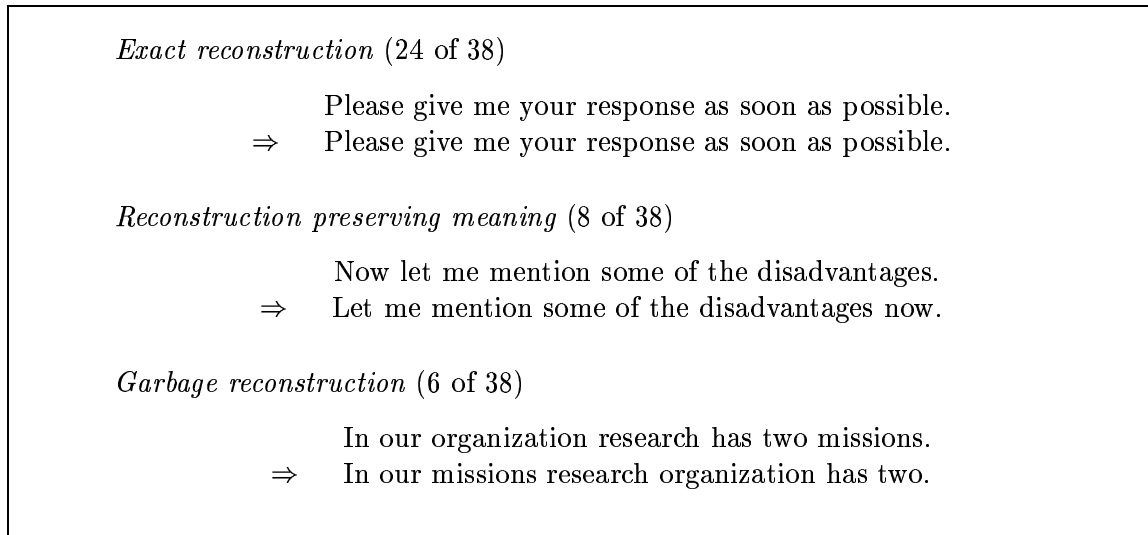 Exact reconstruction (24 of 38)
Please give me your response as soon as possible.
⇒ Please give me your response as soon as possible.
Reconstruction preserving meaning (8 of 38)
Now let me mention some of the disadvantages.
⇒ Let me mention some of the disadvantages now.
Garbage reconstruction (6 of 38)
In our organization research has two missions.
⇒ In our missions research organization has two.